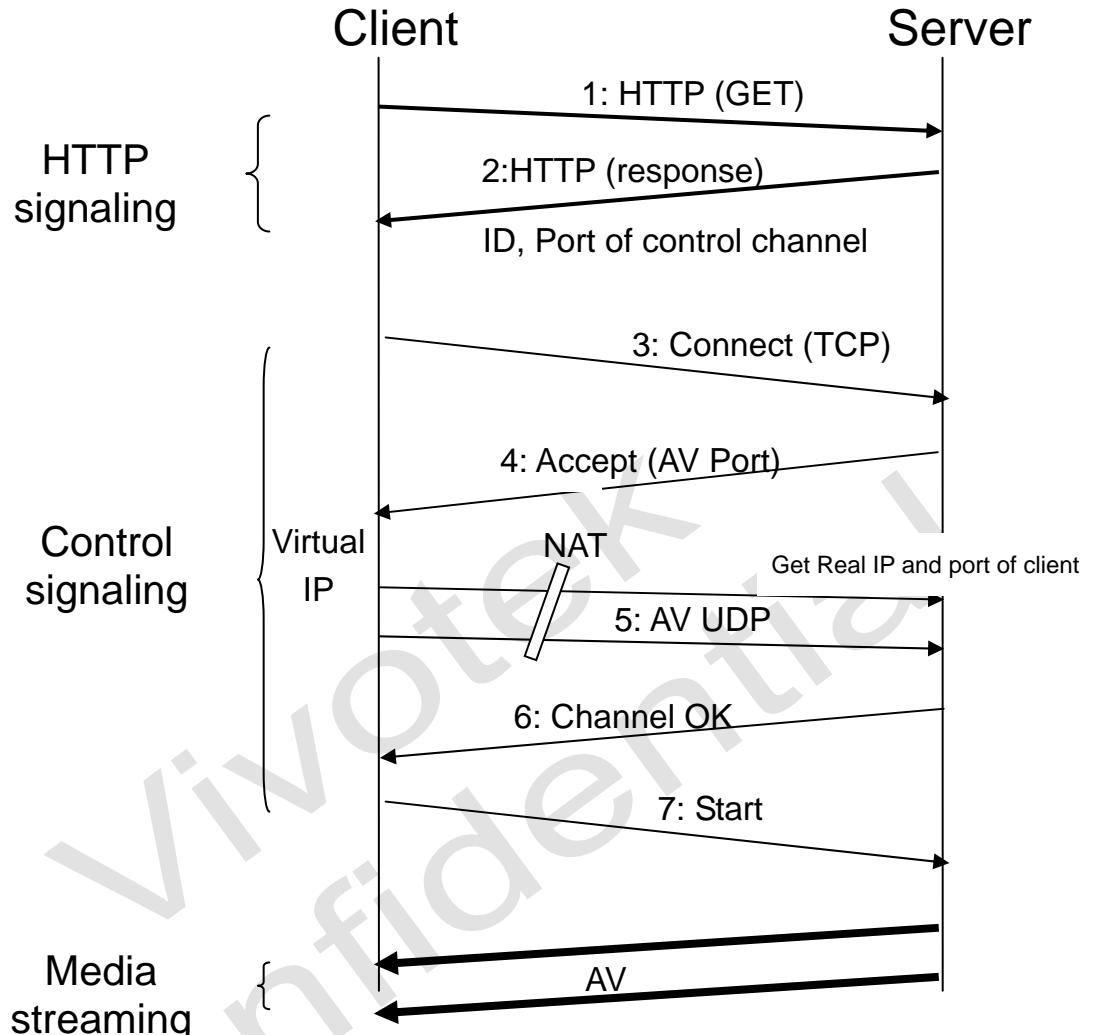 Client
Server
1: HTTP (GET)
HTTP
signaling
2:HTTP (response)
ID, Port of control channel
3: Connect (TCP)
4: Accept (AV Port)
Control
signaling
Virtual
IP
NAT
Get Real IP and port of client
5: AV UDP
6: Channel OK
7: Start
Media
streaming
AV
Vivotek
nfidential